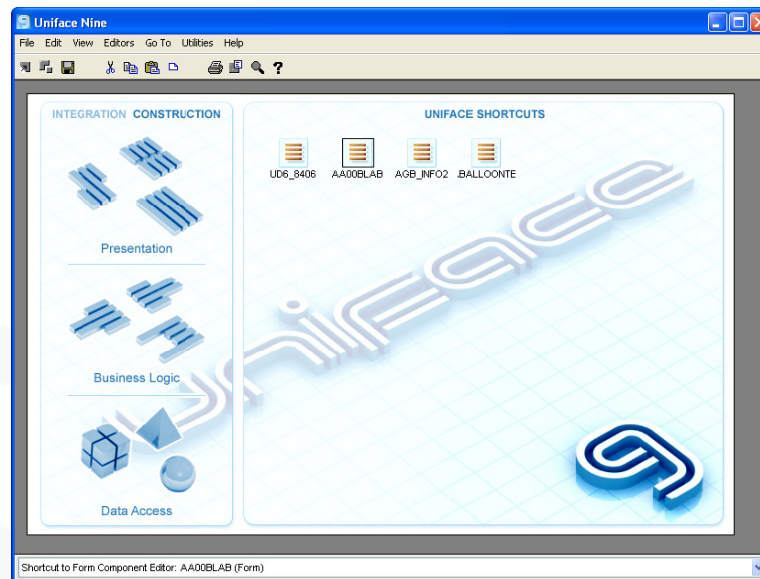 Uniface Nine
File Edit View Editors Go To Utilities Help
INTEGRATION CONSTRUCTION
UNIFACE SHORTCUTS
UD6_8406 AA00BLAB AGB_INFO2 .BALLOONTE
Presentation
Business Logic
Data Access
uniface
Shortcut to Form Component Editor: AA00BLAB (Form)